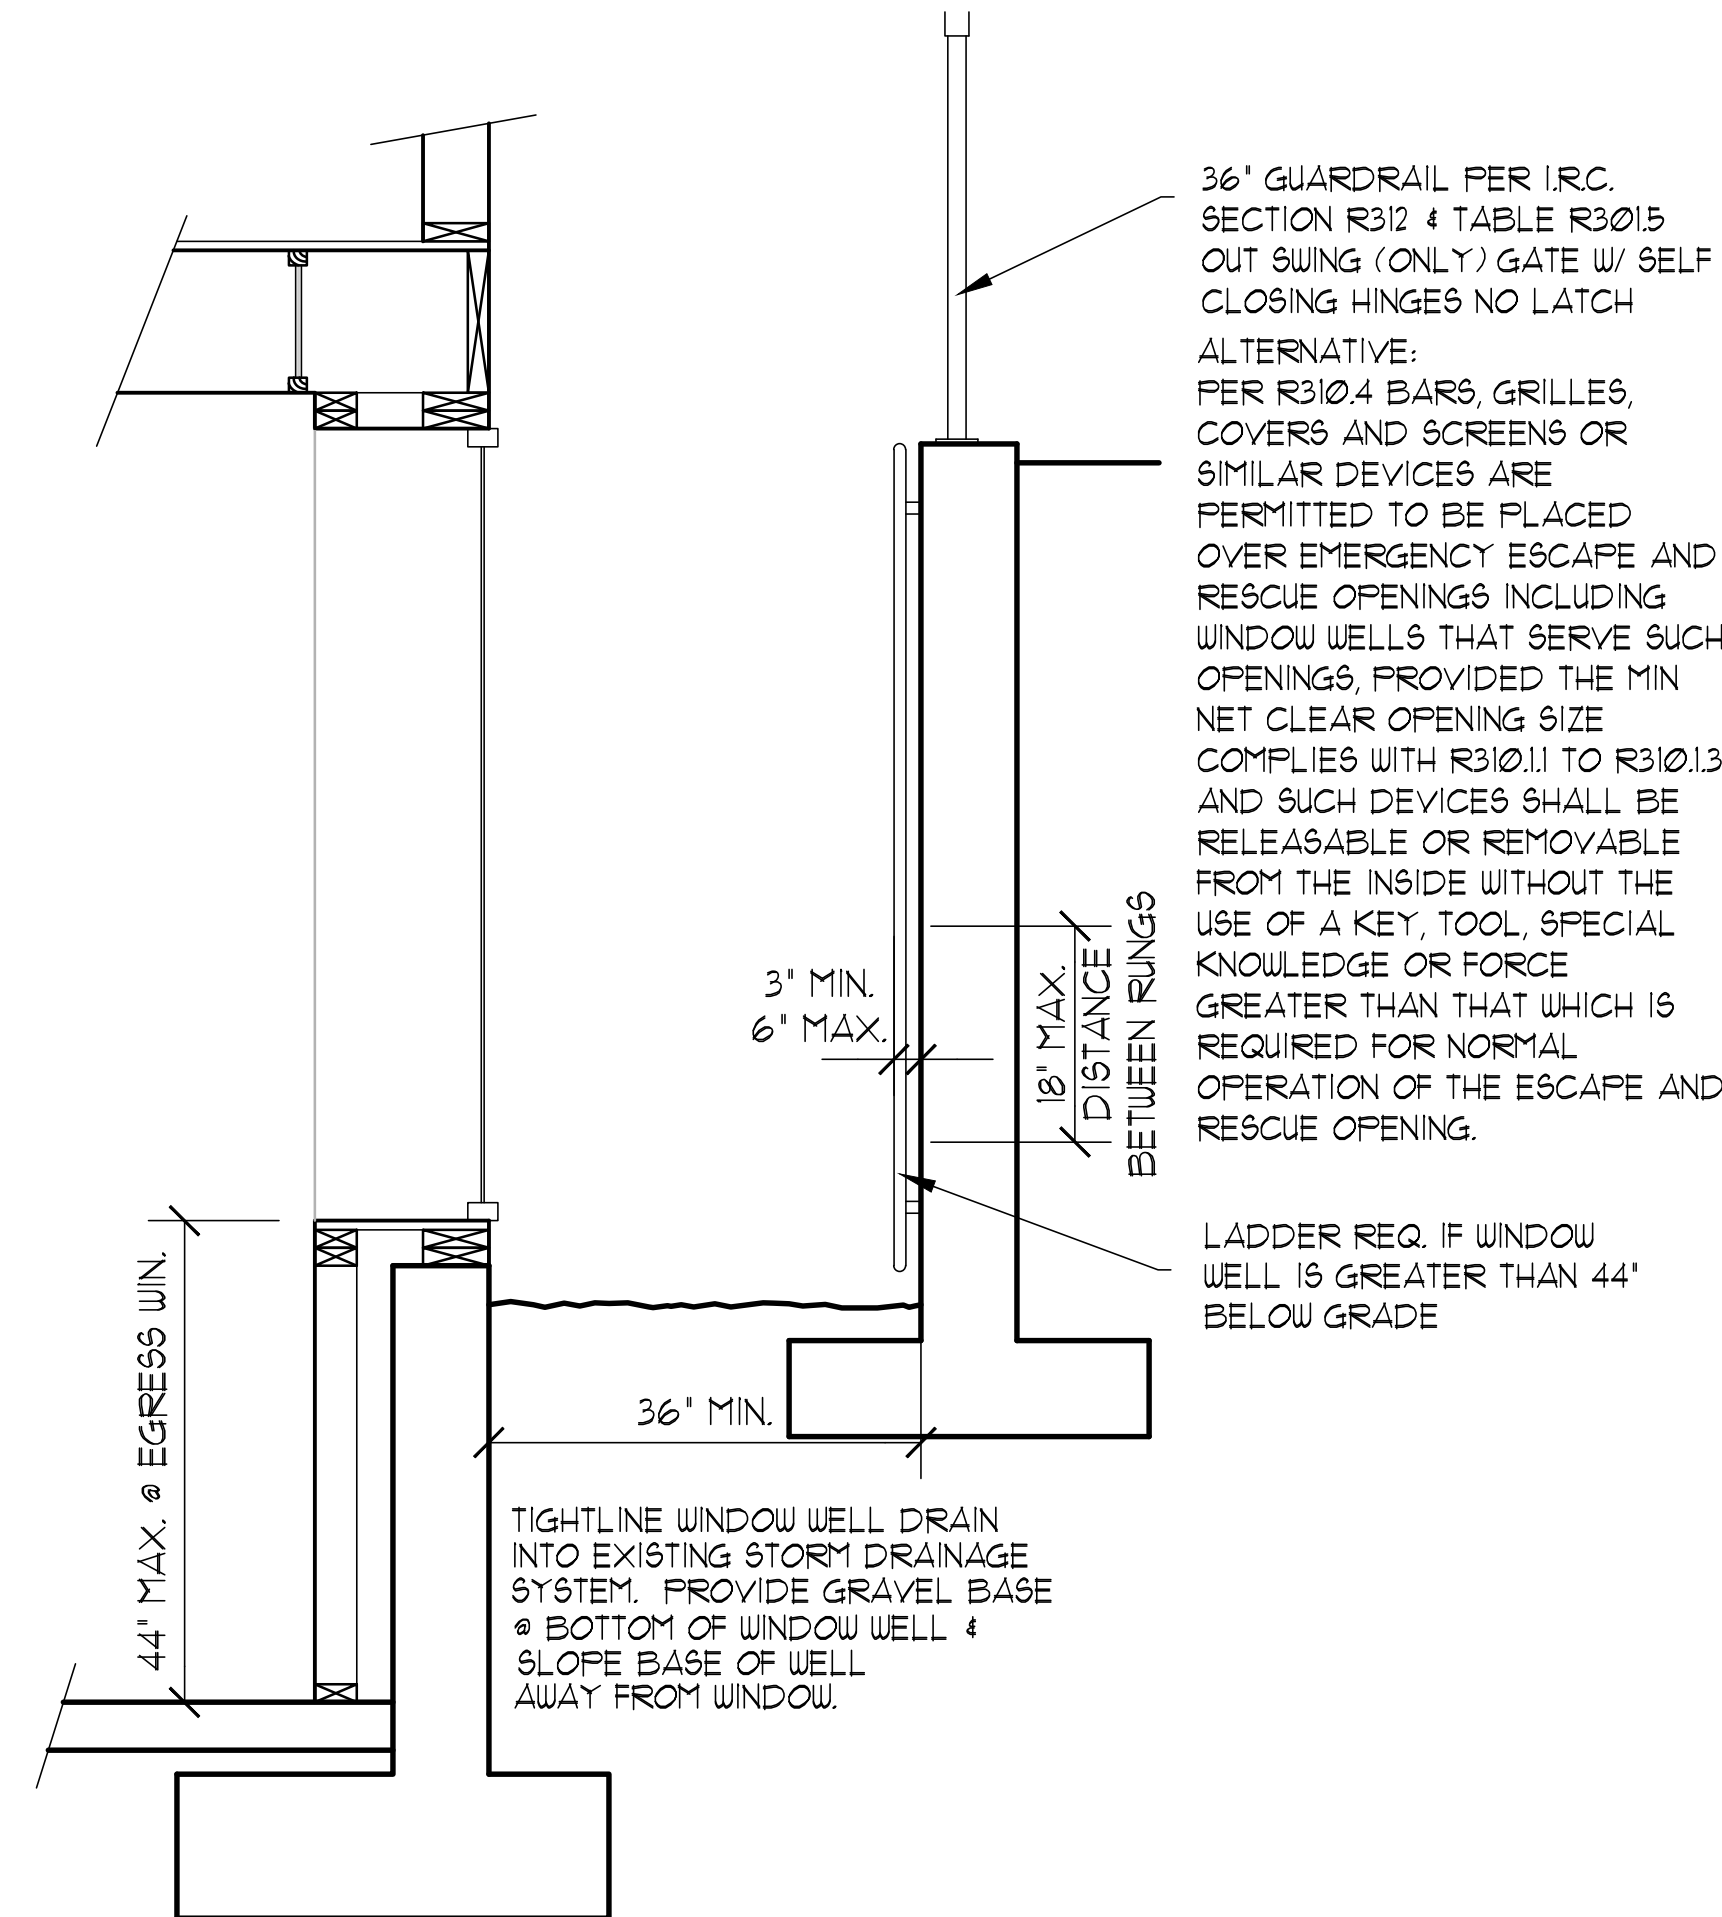 36" GUARDRAIL PER I.R.C.
SECTION R312 & TABLE R301.5
OUT SWING (ONLY) GATE W/ SELF
CLOSING HINGES NO LATCH
ALTERNATIVE:
PER R310.4 BARS, GRILLES,
COVERS AND SCREENS OR
SIMILAR DEVICES ARE
PERMITTED TO BE PLACED
OVER EMERGENCY ESCAPE AND
RESCUE OPENINGS INCLUDING
WINDOW WELLS THAT SERVE SUCH
OPENINGS, PROVIDED THE MIN
NET CLEAR OPENING SIZE
COMPLIES WITH R310.1.1 TO R310.1.3
AND SUCH DEVICES SHALL BE
RELEASABLE OR REMOVABLE
FROM THE INSIDE WITHOUT THE
USE OF A KEY, TOOL, SPECIAL
KNOWLEDGE OR FORCE
GREATER THAN THAT WHICH IS
REQUIRED FOR NORMAL
OPERATION OF THE ESCAPE AND
RESCUE OPENING.
3" MIN.
6" MAX.
18" MAX.
DISTANCE
BETWEEN RUNGS
LADDER REQ. IF WINDOW
WELL IS GREATER THAN 44"
BELOW GRADE
44" MAX. @ EGRESS WIN.
36" MIN.
TIGHTLINE WINDOW WELL DRAIN
INTO EXISTING STORM DRAINAGE
SYSTEM. PROVIDE GRAVEL BASE
@ BOTTOM OF WINDOW WELL &
SLOPE BASE OF WELL
AWAY FROM WINDOW.